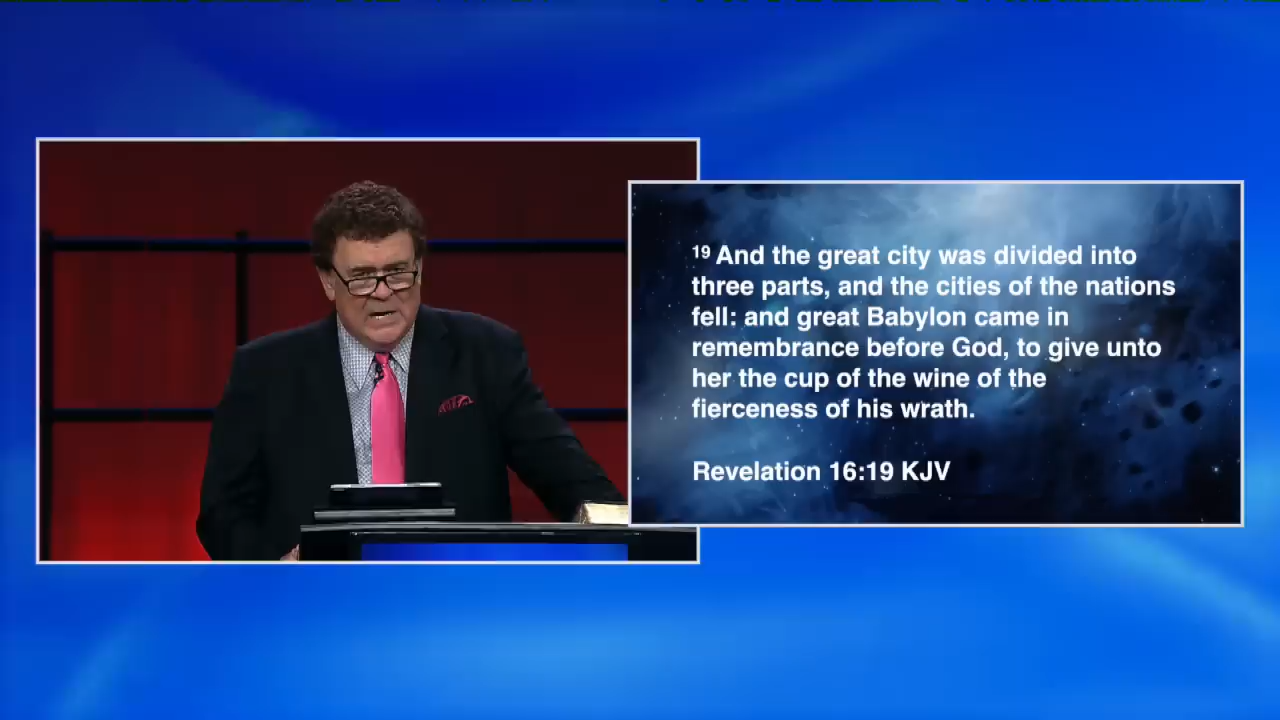 19 And the great city was divided into
three parts, and the cities of the nations
fell: and great Babylon came in
remembrance before God, to give unto
her the cup of the wine of the
fierceness of his wrath.
Revelation 16:19 KJV